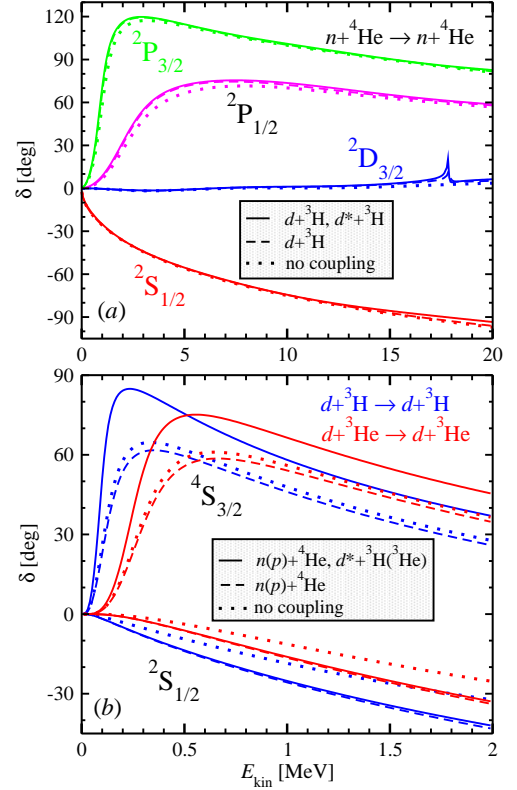 120
90
60
30
0
-30
-60
-90
δ [deg]
n+⁴He → n+⁴He
²P₃/₂
²P₁/₂
²D₃/₂
d+³H, d*+³H
d+³H
no coupling
²S₁/₂
(a)
0 5 10 15 20
90
60
30
0
-30
δ [deg]
d+³H → d+³H
d+³He → d+³He
⁴S₃/₂
n(p)+⁴He, d*+³H(³He)
n(p)+⁴He
no coupling
²S₁/₂
(b)
0 0.5 1 1.5 2
Eₖᵢₙ [MeV]